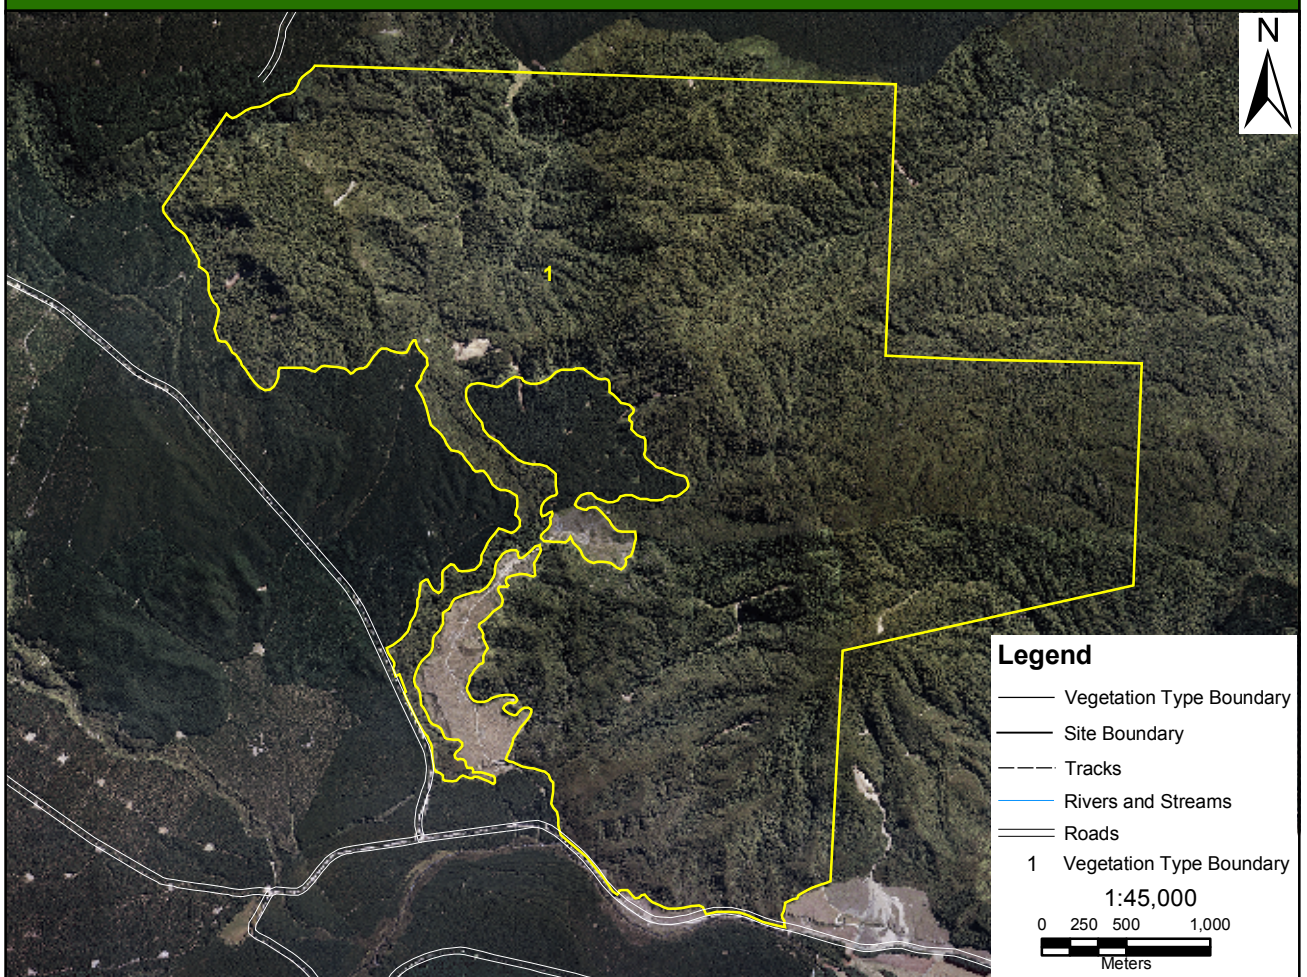 N
1
Legend
Vegetation Type Boundary
Site Boundary
Tracks
Rivers and Streams
Roads
1 Vegetation Type Boundary
1:45,000
0 250 500 1,000
Meters